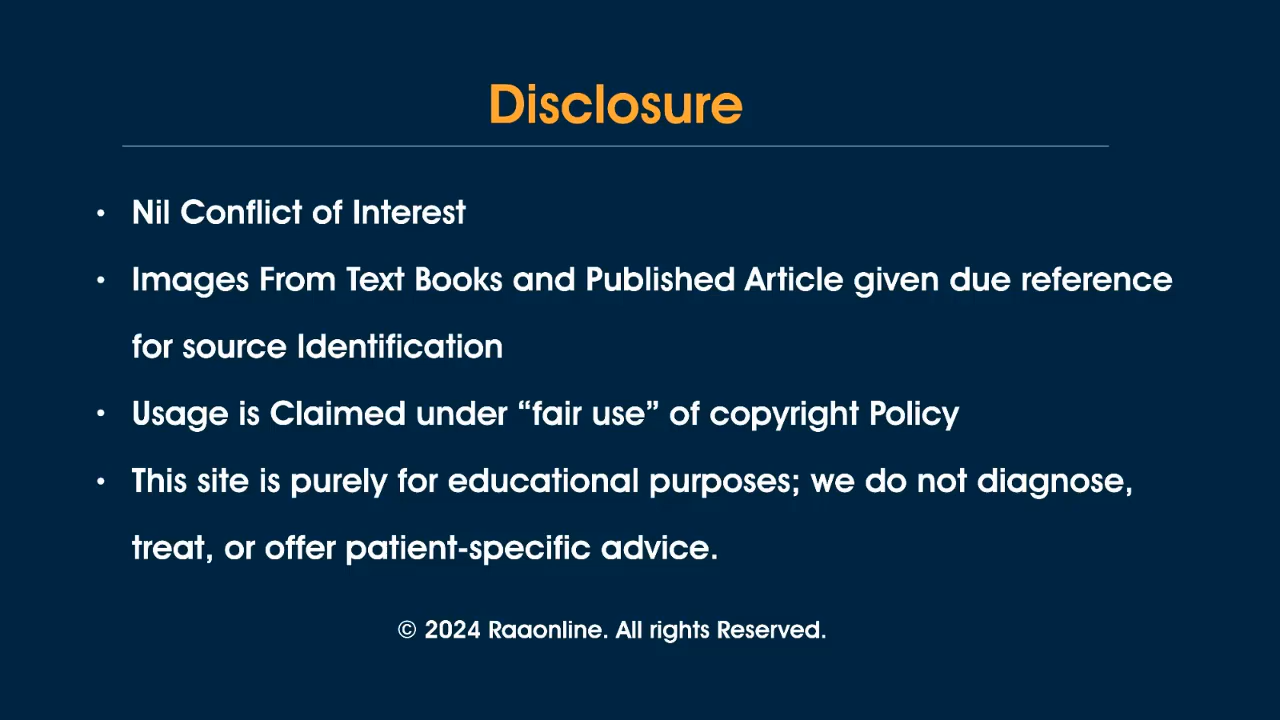 Disclosure
• Nil Conflict of Interest
• Images From Text Books and Published Article given due reference
for source Identification
• Usage is Claimed under “fair use” of copyright Policy
• This site is purely for educational purposes; we do not diagnose,
treat, or offer patient-specific advice.
© 2024 Raaonline. All rights Reserved.